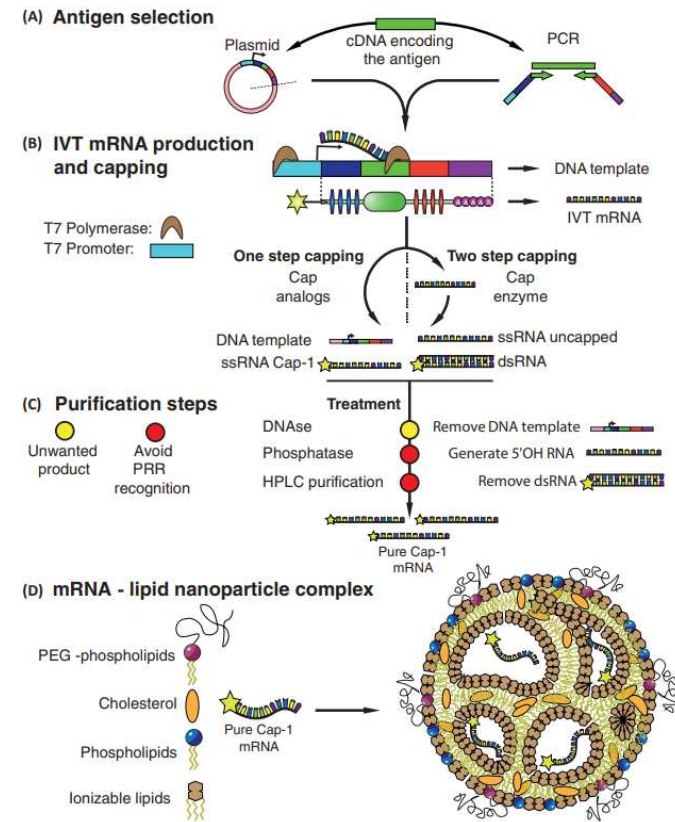 (A) Antigen selection
Plasmid
cDNA encoding
the antigen
PCR
(B) IVT mRNA production
and capping
DNA template
AAAAA
IVT mRNA
T7 Polymerase:
T7 Promoter:
One step capping
Cap
analogs
Two step capping
Cap
enzyme
DNA template
ssRNA uncapped
ssRNA Cap-1
dsRNA
(C) Purification steps
Treatment
Unwanted
product
Avoid
PRR
recognition
DNAse
Remove DNA template
Phosphatase
Generate 5'OH RNA
HPLC purification
Remove dsRNA
Pure Cap-1
mRNA
(D) mRNA - lipid nanoparticle complex
PEG -phospholipids
Cholesterol
Pure Cap-1
mRNA
Phospholipids
Ionizable lipids